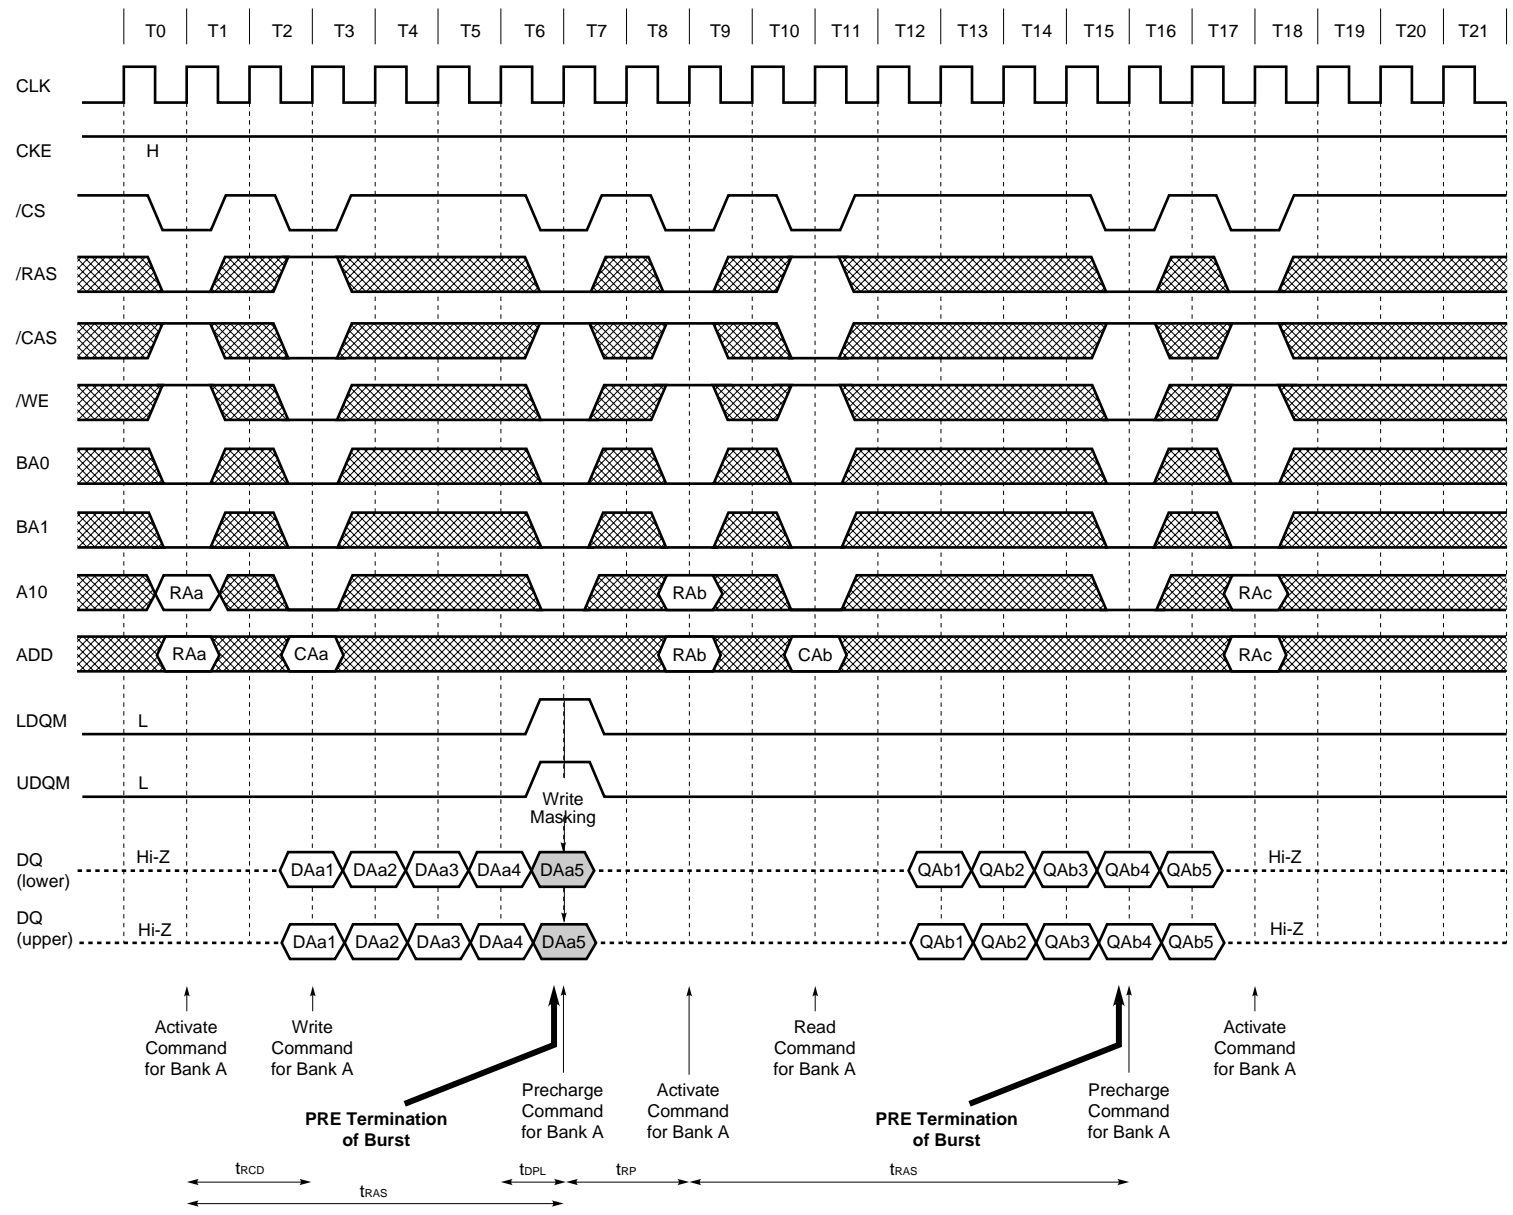 T0 T1 T2 T3 T4 T5 T6 T7 T8 T9 T10 T11 T12 T13 T14 T15 T16 T17 T18 T19 T20 T21
CLK
CKE H
/CS
/RAS
/CAS
/WE
BA0
BA1
A10 RAa RAb RAc
ADD RAa CAa RAb CAb RAc
LDQM L
UDQM L
Write
Masking
DQ
(lower)
Hi-Z DAa1 DAa2 DAa3 DAa4 DAa5 QAb1 QAb2 QAb3 QAb4 QAb5 Hi-Z
DQ
(upper)
Hi-Z DAa1 DAa2 DAa3 DAa4 DAa5 QAb1 QAb2 QAb3 QAb4 QAb5 Hi-Z
Activate
Command
for Bank A
Write
Command
for Bank A
PRE Termination
of Burst
Precharge
Command
for Bank A
Activate
Command
for Bank A
Read
Command
for Bank A
PRE Termination
of Burst
Precharge
Command
for Bank A
Activate
Command
for Bank A
tRCD tDPL tRP tRAS
tRAS